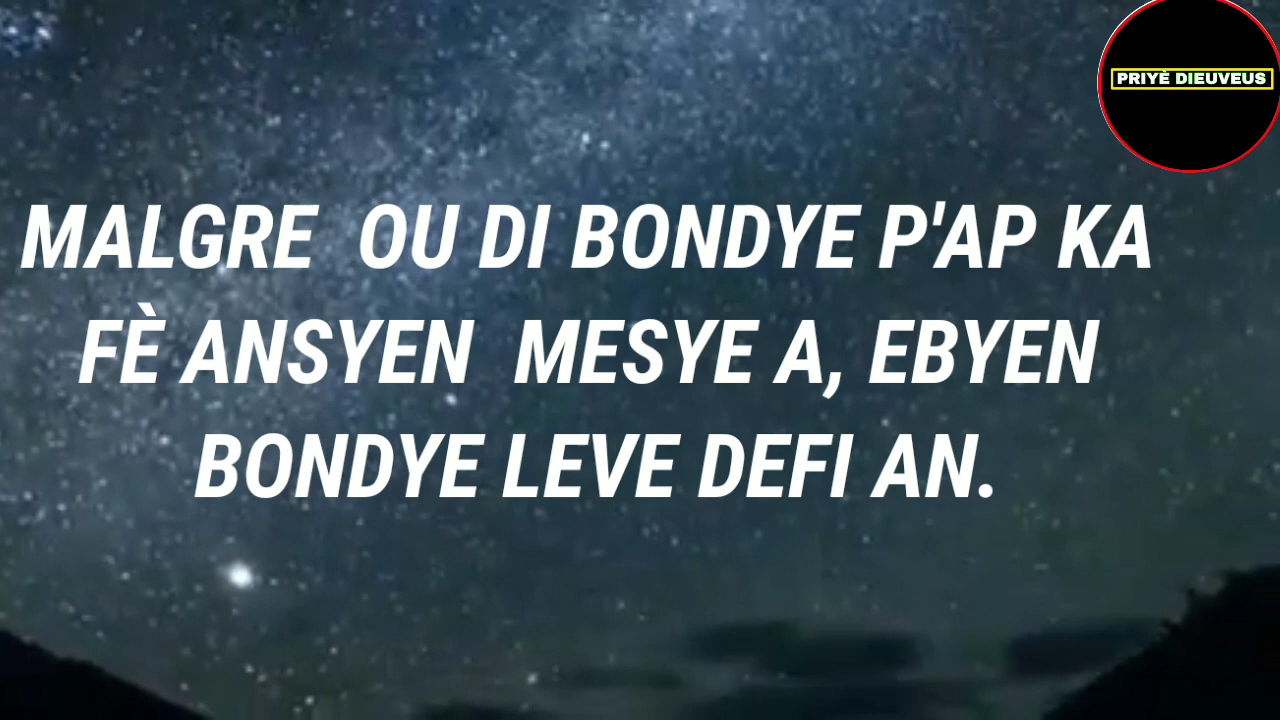 PRIYÈ DIEUVEUS
MALGRE OU DI BONDYE P'AP KA
FÈ ANSYEN MESYE A, EBYEN
BONDYE LEVE DEFI AN.